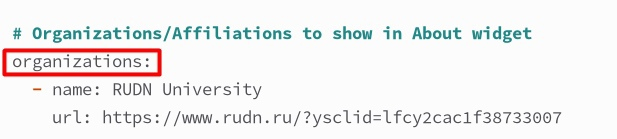 # Organizations/Affiliations to show in About widget
organizations:
- name: RUDN University
url: https://www.rudn.ru/?ysclid=lfcy2cac1f38733007